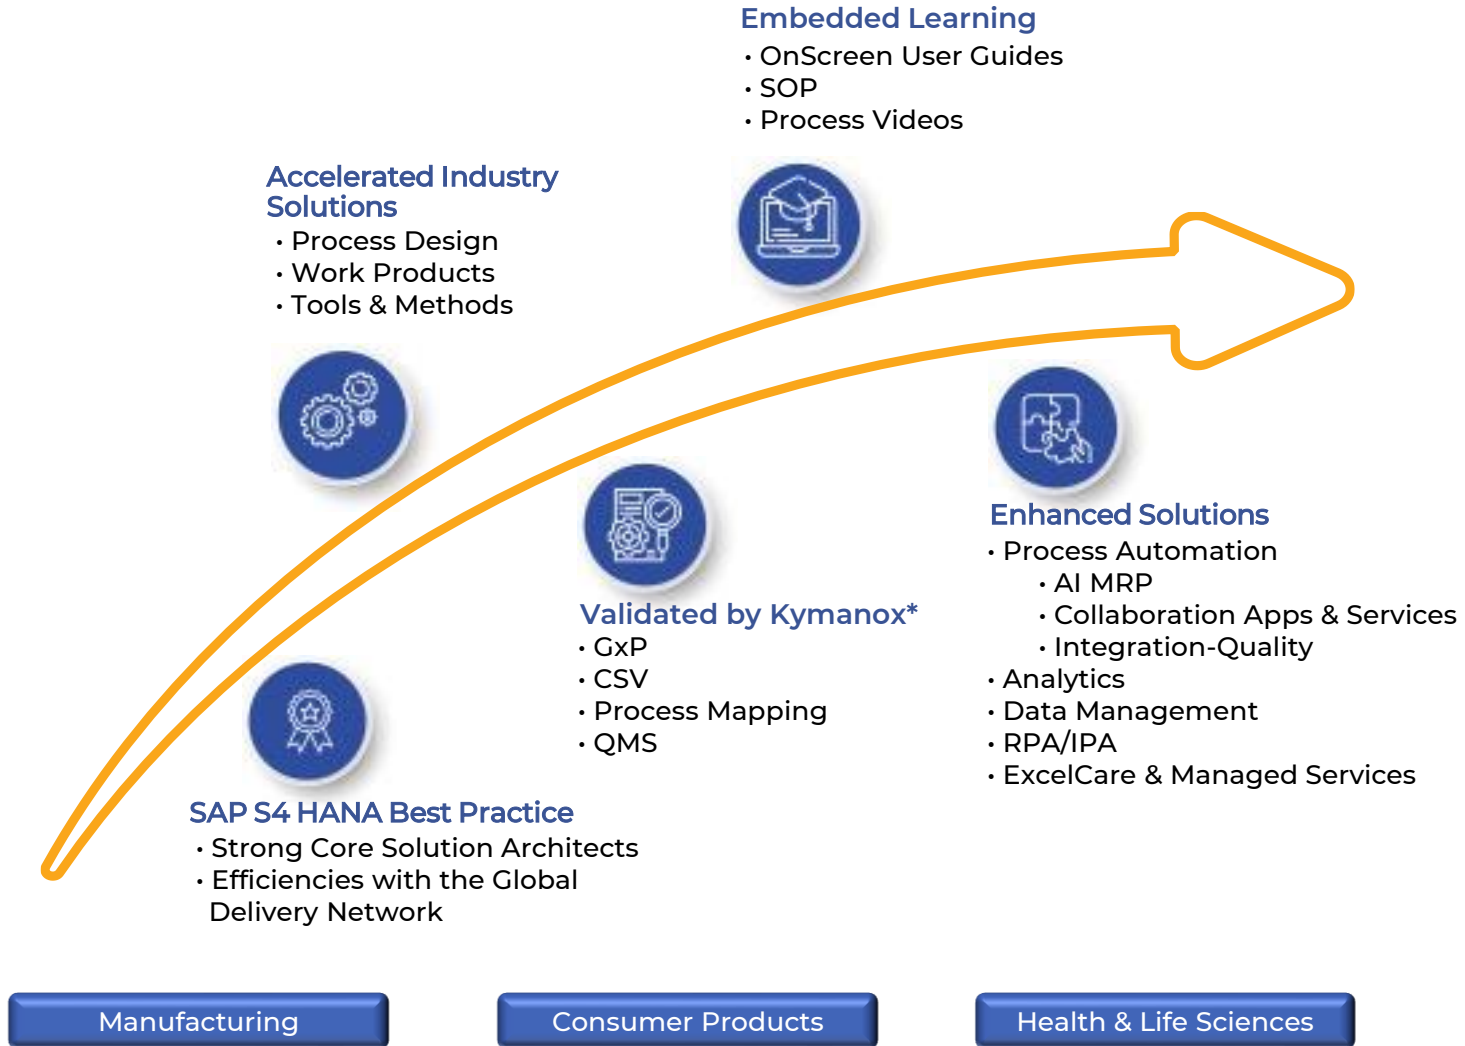 Embedded Learning
• OnScreen User Guides
• SOP
• Process Videos
Accelerated Industry
Solutions
• Process Design
• Work Products
• Tools & Methods
Validated by Kymanox*
• GxP
• CSV
• Process Mapping
• QMS
Enhanced Solutions
• Process Automation
• AI MRP
• Collaboration Apps & Services
• Integration-Quality
• Analytics
• Data Management
• RPA/IPA
• ExcelCare & Managed Services
SAP S4 HANA Best Practice
• Strong Core Solution Architects
• Efficiencies with the Global
Delivery Network
Manufacturing
Consumer Products
Health & Life Sciences